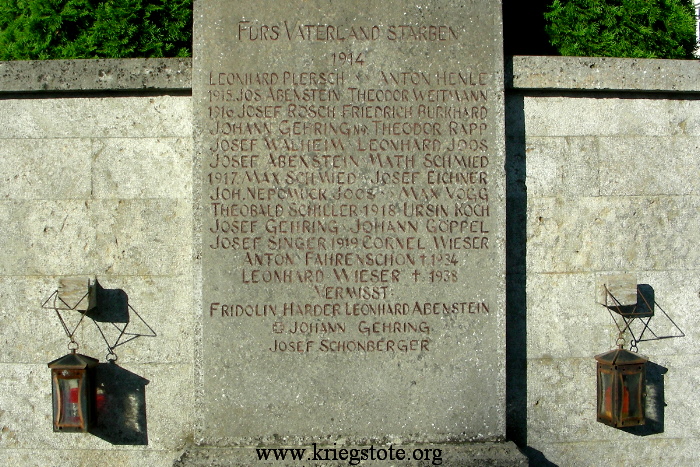 FÜRS VATERLAND STARBEN
1914
LEONHARD PLERSCH ANTON HENLE
1915. JOS ABENSTEIN THEODOR WEITMANN
1916. JOSEF RÖSCH FRIEDRICH BURKHARD
JOHANN GEHRING THEODOR RAPP
JOSEF WALHEIM LEONHARD JOOS
JOSEF ABENSTEIN MATH SCHMIED
1917. MAX SCHMIED JOSEF EICHNER
JOH. NEPOMUCK JOOS MAX VOGG
THEOBALD SCHILLER 1918 URSIN KOCH
JOSEF GEHRING JOHANN GÖPPEL
JOSEF SINGER 1919 CORNEL WIESER
ANTON FAHRENSCHON † 1934
LEONHARD WIESER † 1938
VERMISST:
FRIDOLIN HARDER LEONHARD ABENSTEIN
JOHANN GEHRING.
JOSEF SCHÖNBERGER
www.kriegstote.org